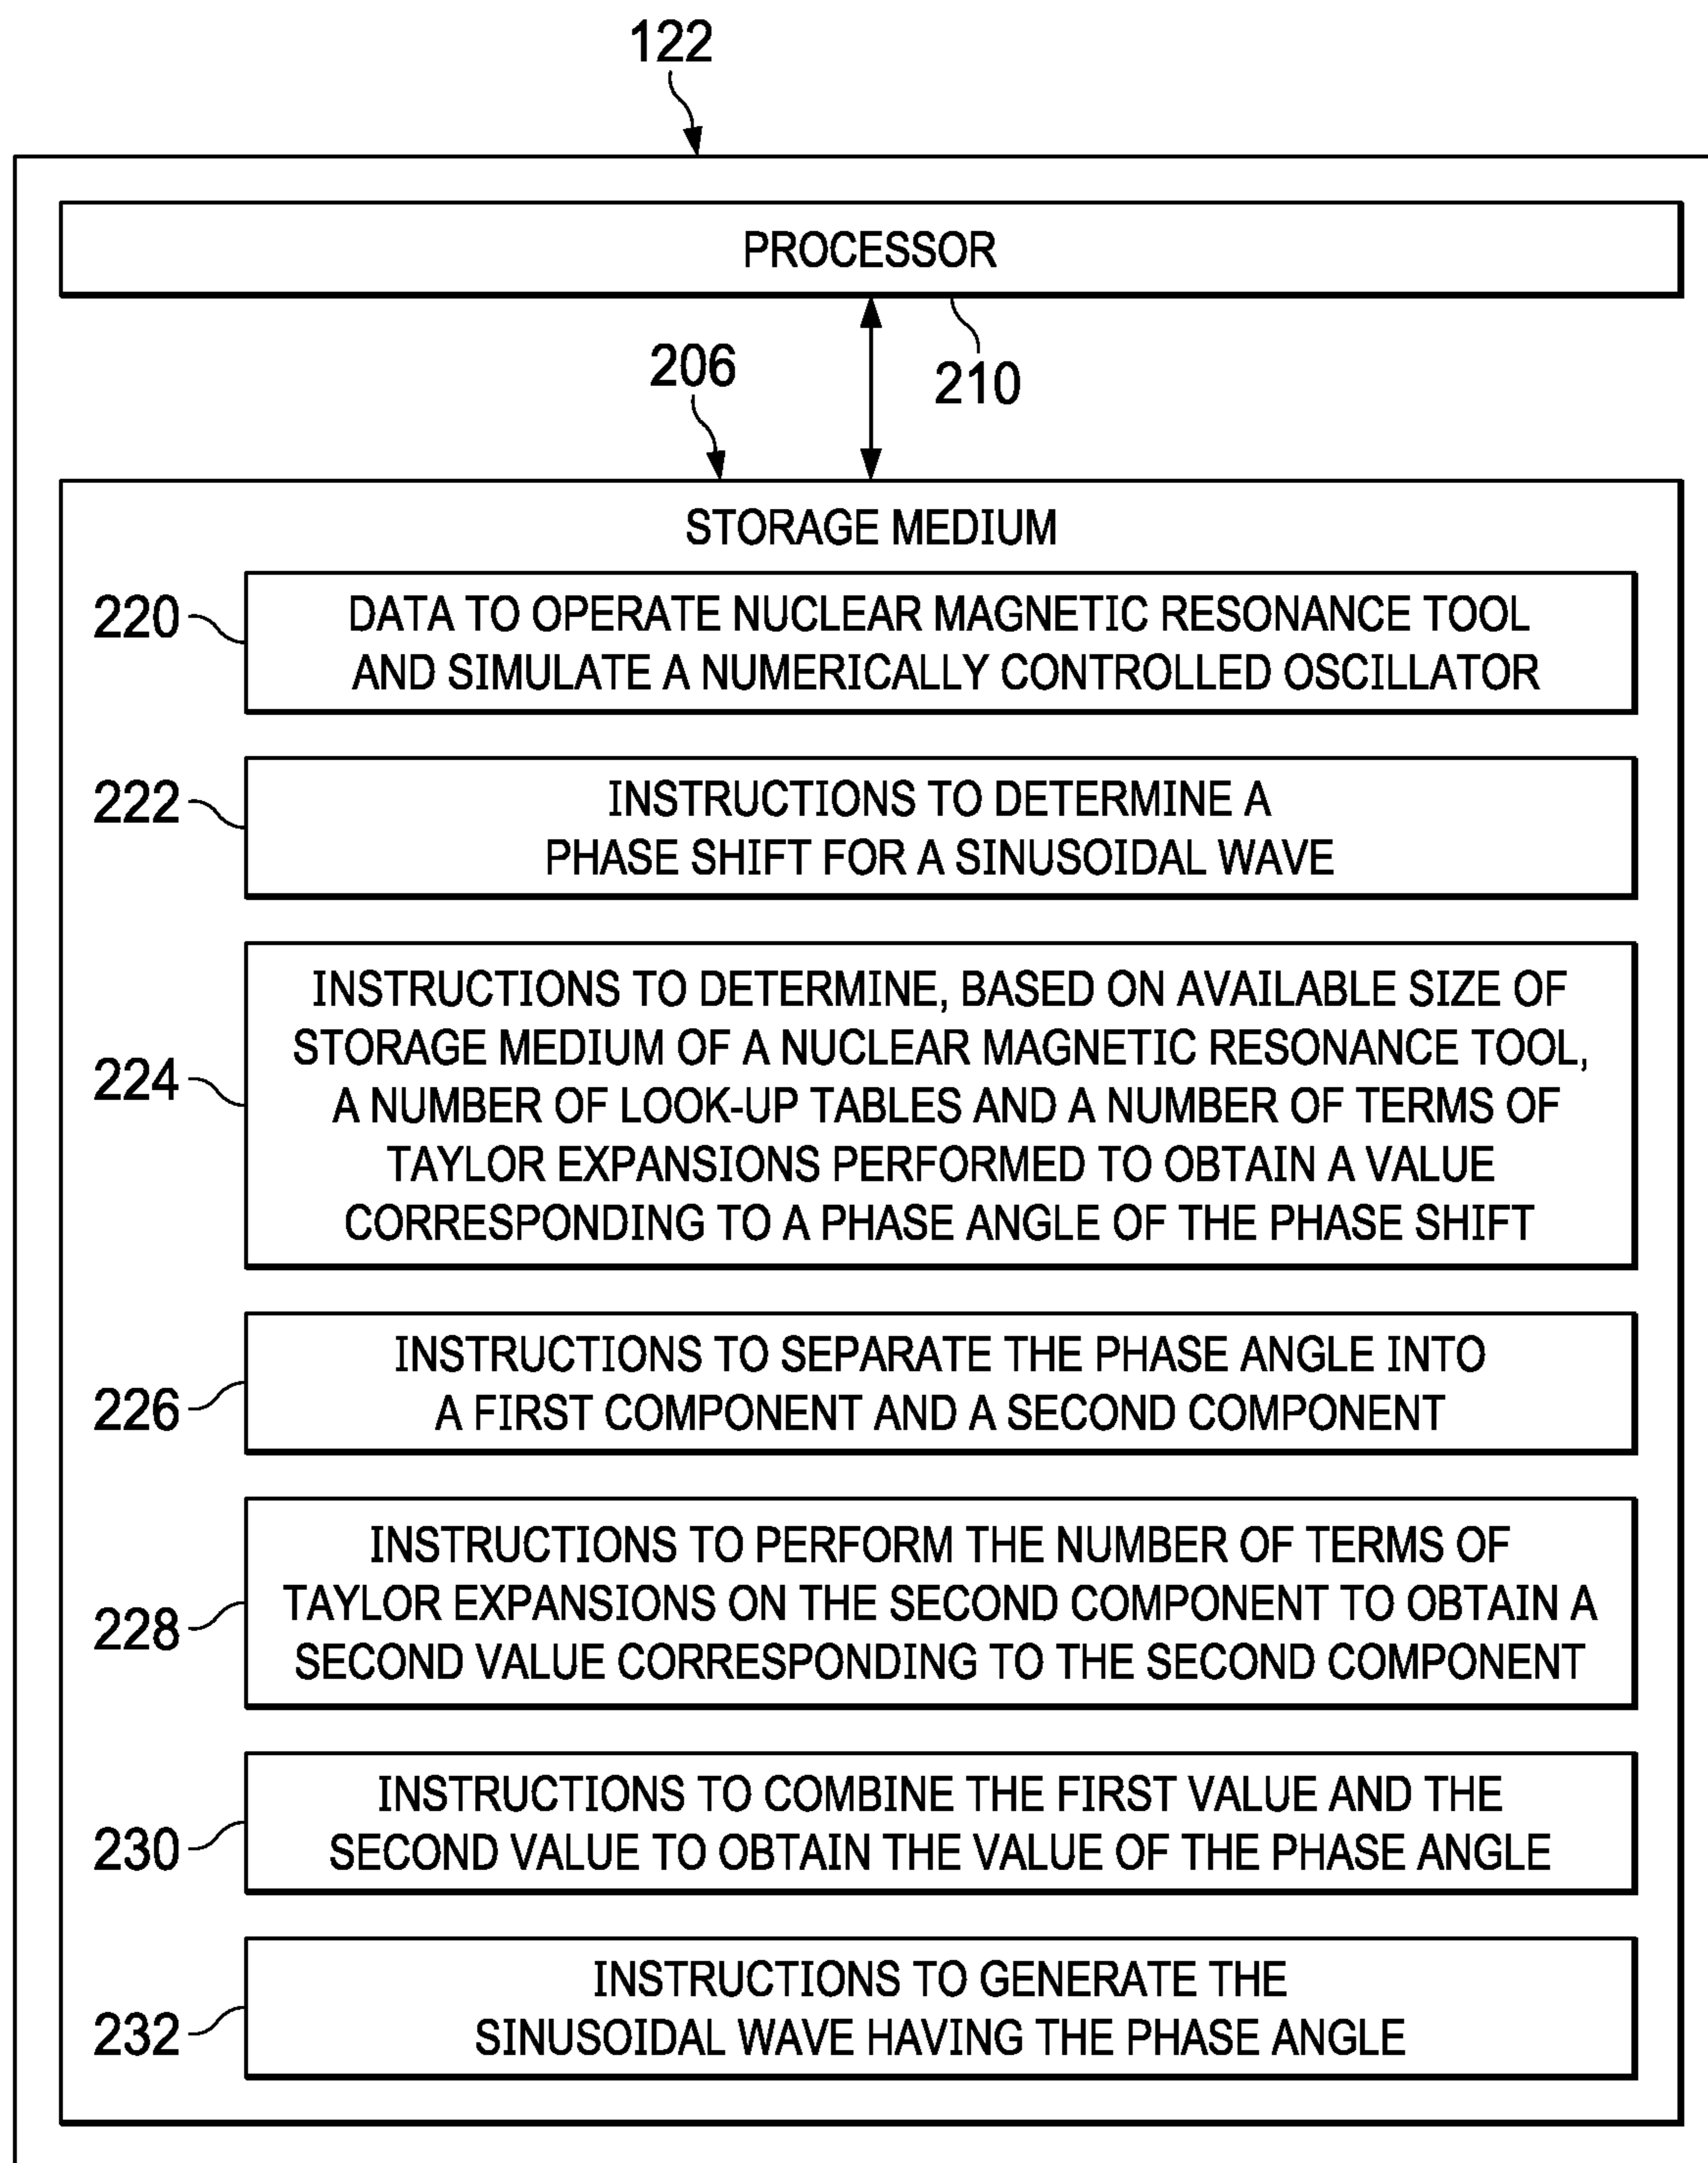 122
PROCESSOR
206
210
STORAGE MEDIUM
220
DATA TO OPERATE NUCLEAR MAGNETIC RESONANCE TOOL
AND SIMULATE A NUMERICALLY CONTROLLED OSCILLATOR
222
INSTRUCTIONS TO DETERMINE A
PHASE SHIFT FOR A SINUSOIDAL WAVE
224
INSTRUCTIONS TO DETERMINE, BASED ON AVAILABLE SIZE OF
STORAGE MEDIUM OF A NUCLEAR MAGNETIC RESONANCE TOOL,
A NUMBER OF LOOK-UP TABLES AND A NUMBER OF TERMS OF
TAYLOR EXPANSIONS PERFORMED TO OBTAIN A VALUE
CORRESPONDING TO A PHASE ANGLE OF THE PHASE SHIFT
226
INSTRUCTIONS TO SEPARATE THE PHASE ANGLE INTO
A FIRST COMPONENT AND A SECOND COMPONENT
228
INSTRUCTIONS TO PERFORM THE NUMBER OF TERMS OF
TAYLOR EXPANSIONS ON THE SECOND COMPONENT TO OBTAIN A
SECOND VALUE CORRESPONDING TO THE SECOND COMPONENT
230
INSTRUCTIONS TO COMBINE THE FIRST VALUE AND THE
SECOND VALUE TO OBTAIN THE VALUE OF THE PHASE ANGLE
232
INSTRUCTIONS TO GENERATE THE
SINUSOIDAL WAVE HAVING THE PHASE ANGLE